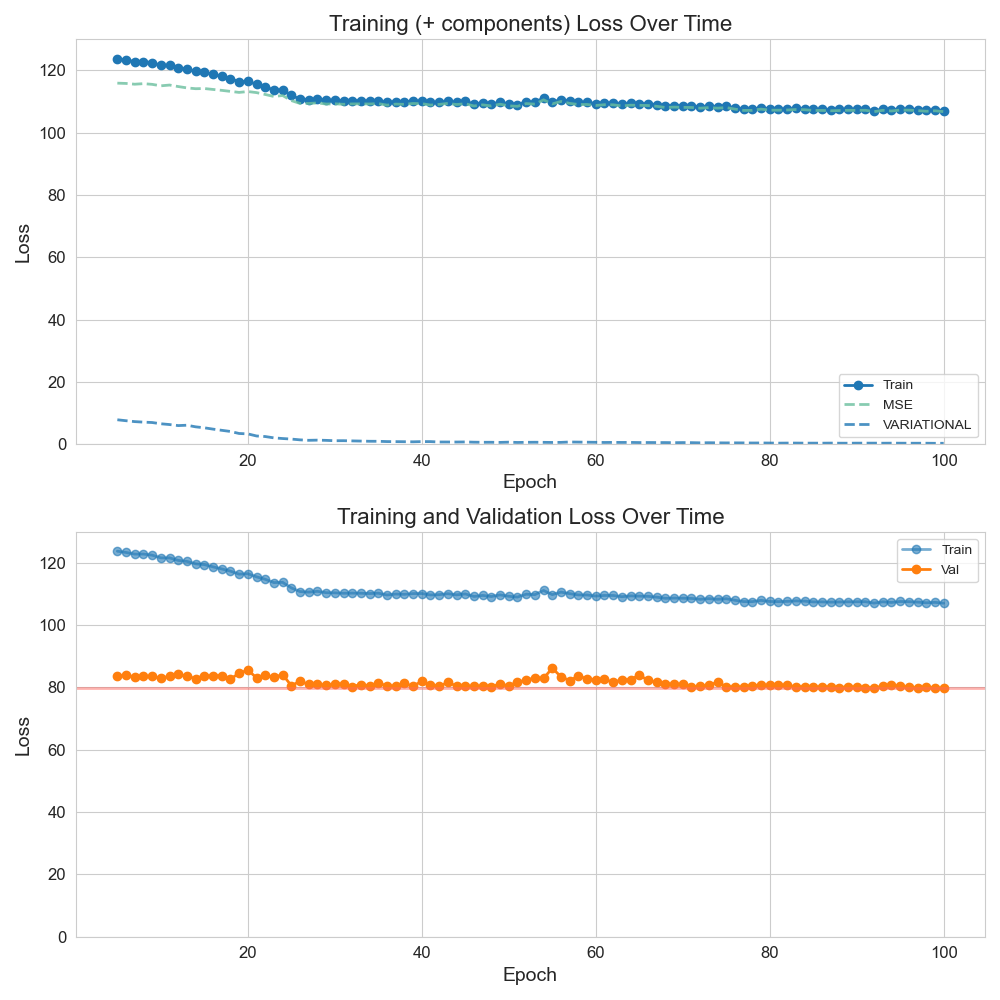 Training (+ components) Loss Over Time
Loss
120
100
80
60
40
20
0
Train
MSE
VARIATIONAL
20 40 60 80 100
Epoch
Training and Validation Loss Over Time
Loss
120
100
80
60
40
20
0
Train
Val
20 40 60 80 100
Epoch